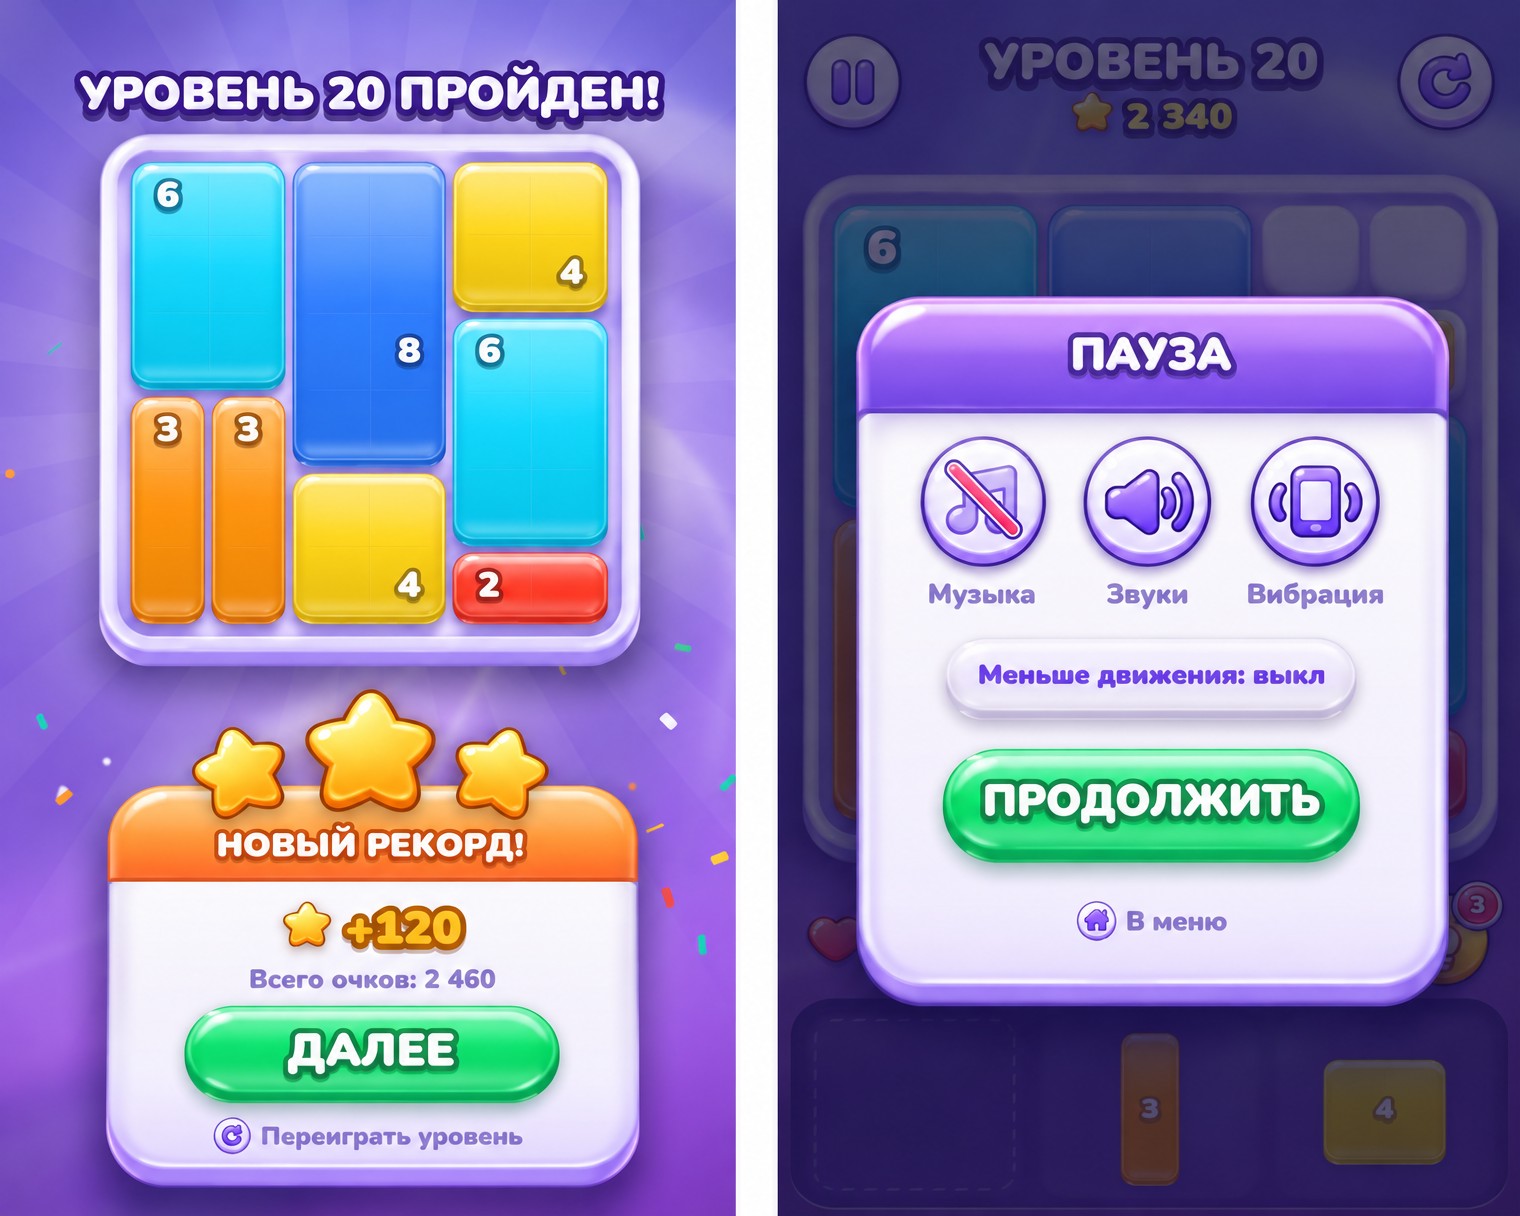 УРОВЕНЬ 20 ПРОЙДЕН!
6
4
8
6
3
3
4
2
НОВЫЙ РЕКОРД!
+120
Всего очков: 2 460
ДАЛЕЕ
Переиграть уровень
УРОВЕНЬ 20
2 340
6
ПАУЗА
Музыка
Звуки
Вибрация
Меньше движения: выкл
ПРОДОЛЖИТЬ
В меню
3
3
4